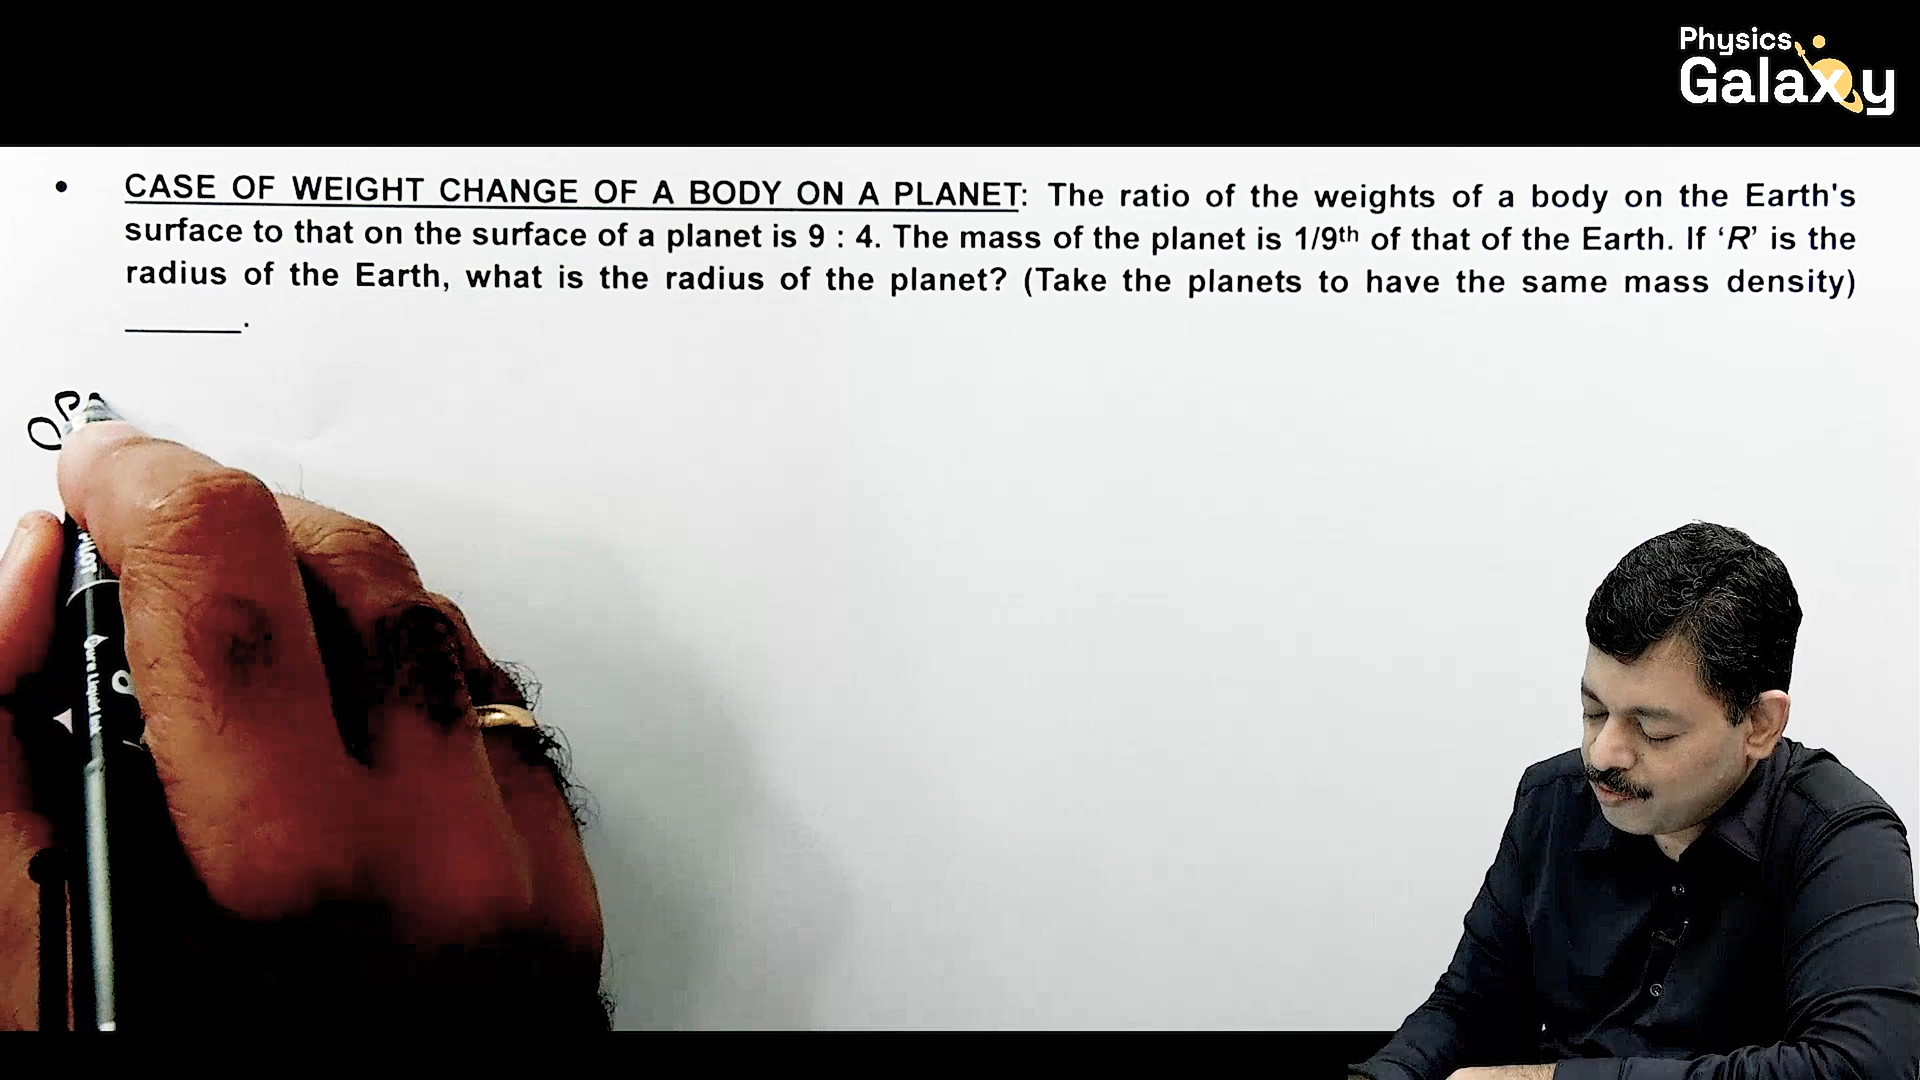 Physics
Galaxy
• CASE OF WEIGHT CHANGE OF A BODY ON A PLANET: The ratio of the weights of a body on the Earth's
surface to that on the surface of a planet is 9 : 4. The mass of the planet is 1/9th of that of the Earth. If ‘R’ is the
radius of the Earth, what is the radius of the planet? (Take the planets to have the same mass density)
_______.
PILOT